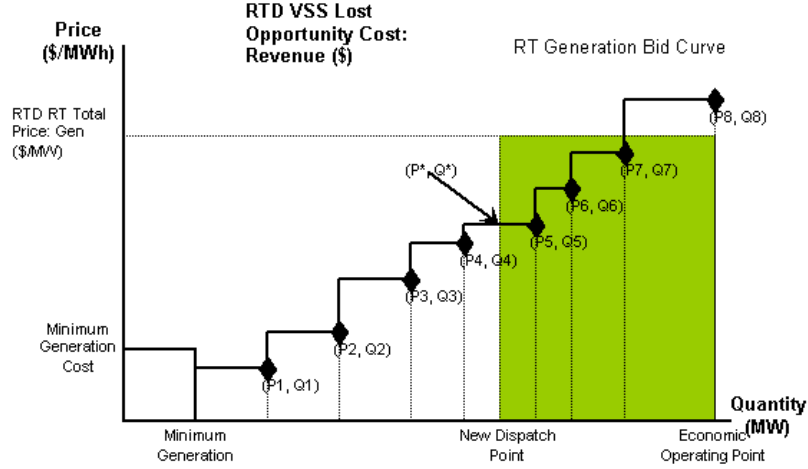 RTD VSS Lost
Opportunity Cost:
Revenue ($)
Price
($/MWh)
RT Generation Bid Curve
RTD RT Total
Price: Gen
($/MW)
(P8, Q8)
(P*, Q*)
(P7, Q7)
(P6, Q6)
(P5, Q5)
(P4, Q4)
(P3, Q3)
(P2, Q2)
(P1, Q1)
Minimum
Generation
Cost
Quantity
(MW)
Minimum
Generation
New Dispatch
Point
Economic
Operating Point